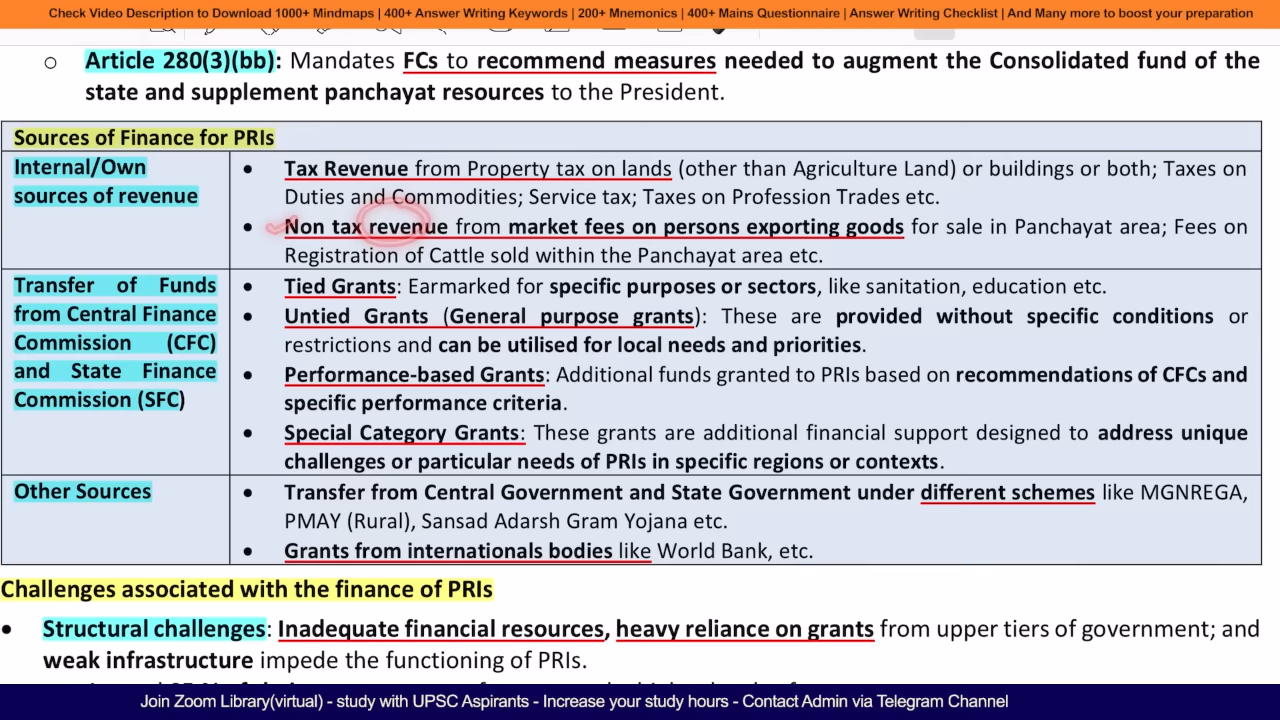 Check Video Description to Download 1000+ Mindmaps | 400+ Answer Writing Keywords | 200+ Mnemonics | 400+ Mains Questionnaire | Answer Writing Checklist | And Many more to boost your preparation
○ Article 280(3)(bb): Mandates FCs to recommend measures needed to augment the Consolidated fund of the
state and supplement panchayat resources to the President.
Sources of Finance for PRIs
Internal/Own
sources of revenue
• Tax Revenue from Property tax on lands (other than Agriculture Land) or buildings or both; Taxes on
Duties and Commodities; Service tax; Taxes on Profession Trades etc.
• Non tax revenue from market fees on persons exporting goods for sale in Panchayat area; Fees on
Registration of Cattle sold within the Panchayat area etc.
Transfer of Funds
from Central Finance
Commission (CFC)
and State Finance
Commission (SFC)
• Tied Grants: Earmarked for specific purposes or sectors, like sanitation, education etc.
• Untied Grants (General purpose grants): These are provided without specific conditions or
restrictions and can be utilised for local needs and priorities.
• Performance-based Grants: Additional funds granted to PRIs based on recommendations of CFCs and
specific performance criteria.
• Special Category Grants: These grants are additional financial support designed to address unique
challenges or particular needs of PRIs in specific regions or contexts.
Other Sources
• Transfer from Central Government and State Government under different schemes like MGNREGA,
PMAY (Rural), Sansad Adarsh Gram Yojana etc.
• Grants from internationals bodies like World Bank, etc.
Challenges associated with the finance of PRIs
• Structural challenges: Inadequate financial resources, heavy reliance on grants from upper tiers of government; and
weak infrastructure impede the functioning of PRIs.
Join Zoom Library(virtual) - study with UPSC Aspirants - Increase your study hours - Contact Admin via Telegram Channel